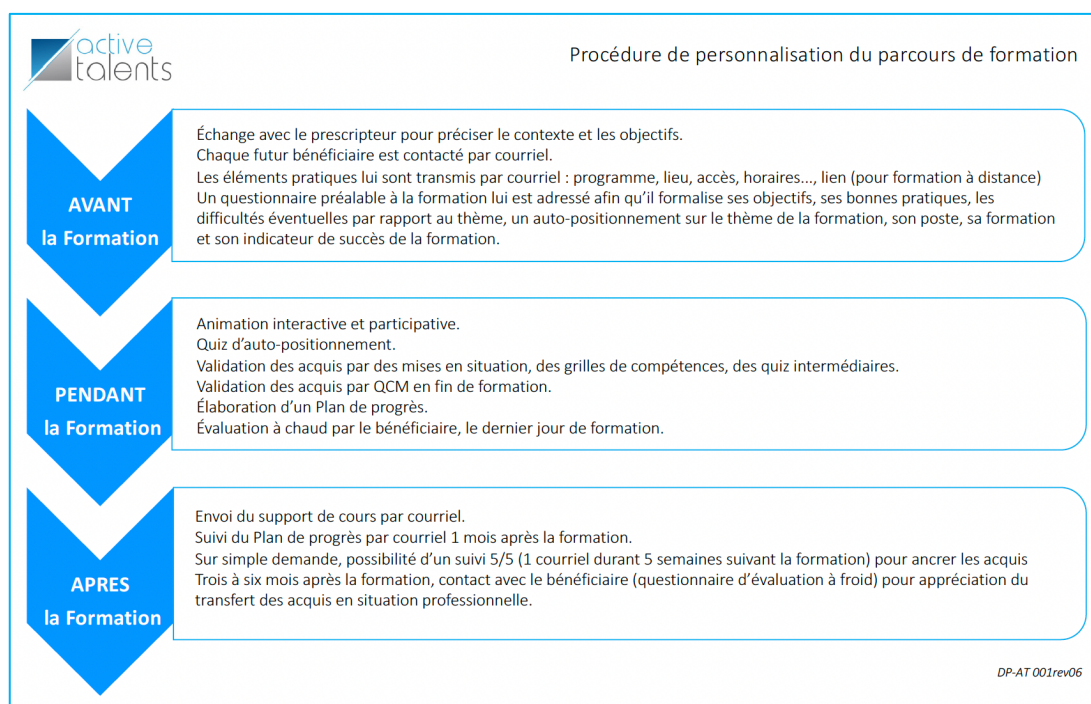 active
talents
Procédure de personnalisation du parcours de formation
AVANT
la Formation
Échange avec le prescripteur pour préciser le contexte et les objectifs.
Chaque futur bénéficiaire est contacté par courriel.
Les éléments pratiques lui sont transmis par courriel : programme, lieu, accès, horaires..., lien (pour formation à distance)
Un questionnaire préalable à la formation lui est adressé afin qu'il formalise ses objectifs, ses bonnes pratiques, les
difficultés éventuelles par rapport au thème, un auto-positionnement sur le thème de la formation, son poste, sa formation
et son indicateur de succès de la formation.
PENDANT
la Formation
Animation interactive et participative.
Quiz d'auto-positionnement.
Validation des acquis par des mises en situation, des grilles de compétences, des quiz intermédiaires.
Validation des acquis par QCM en fin de formation.
Élaboration d'un Plan de progrès.
Évaluation à chaud par le bénéficiaire, le dernier jour de formation.
APRES
la Formation
Envoi du support de cours par courriel.
Suivi du Plan de progrès par courriel 1 mois après la formation.
Sur simple demande, possibilité d'un suivi 5/5 (1 courriel durant 5 semaines suivant la formation) pour ancrer les acquis
Trois à six mois après la formation, contact avec le bénéficiaire (questionnaire d'évaluation à froid) pour appréciation du
transfert des acquis en situation professionnelle.
DP-AT 001rev06